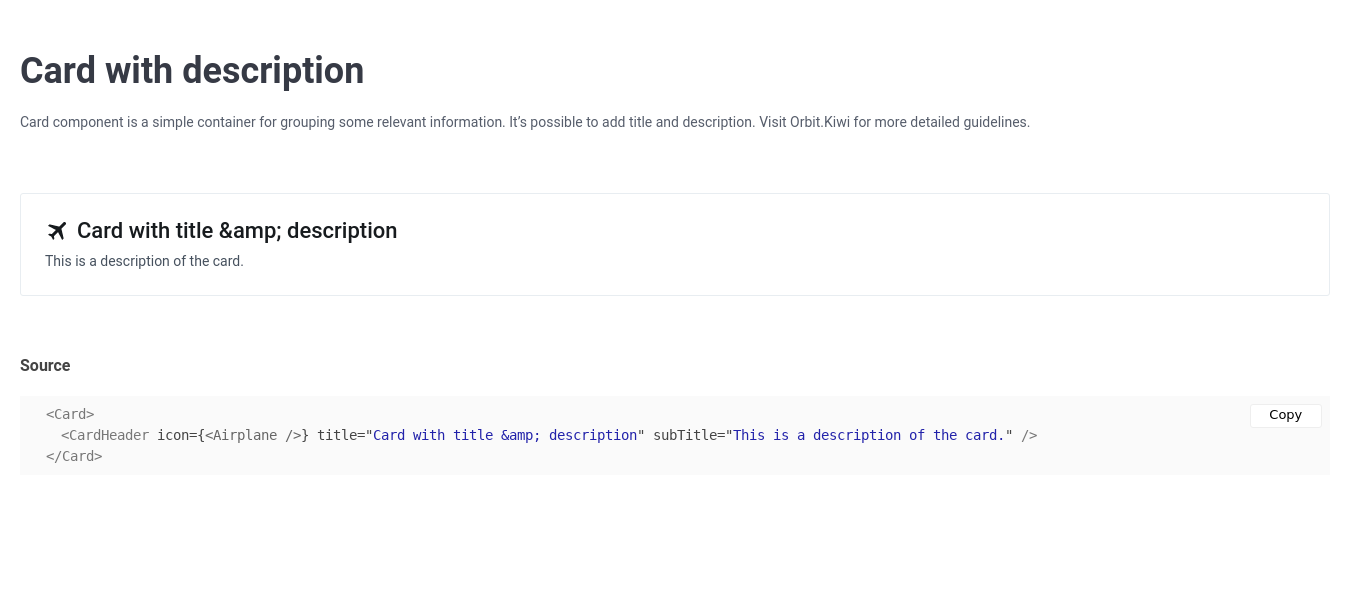 Card with description
Card component is a simple container for grouping some relevant information. It’s possible to add title and description. Visit Orbit.Kiwi for more detailed guidelines.
Card with title &amp; description
This is a description of the card.
Source
Copy
<Card>
<CardHeader icon={<Airplane />} title="Card with title &amp; description" subTitle="This is a description of the card." />
</Card>